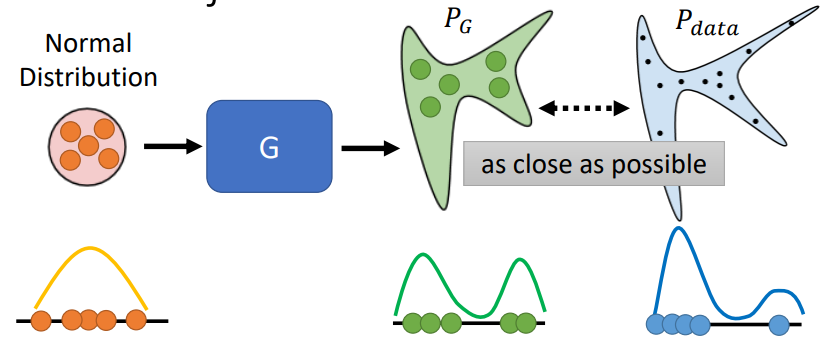 Normal
Distribution
G
P_G
P_data
as close as possible